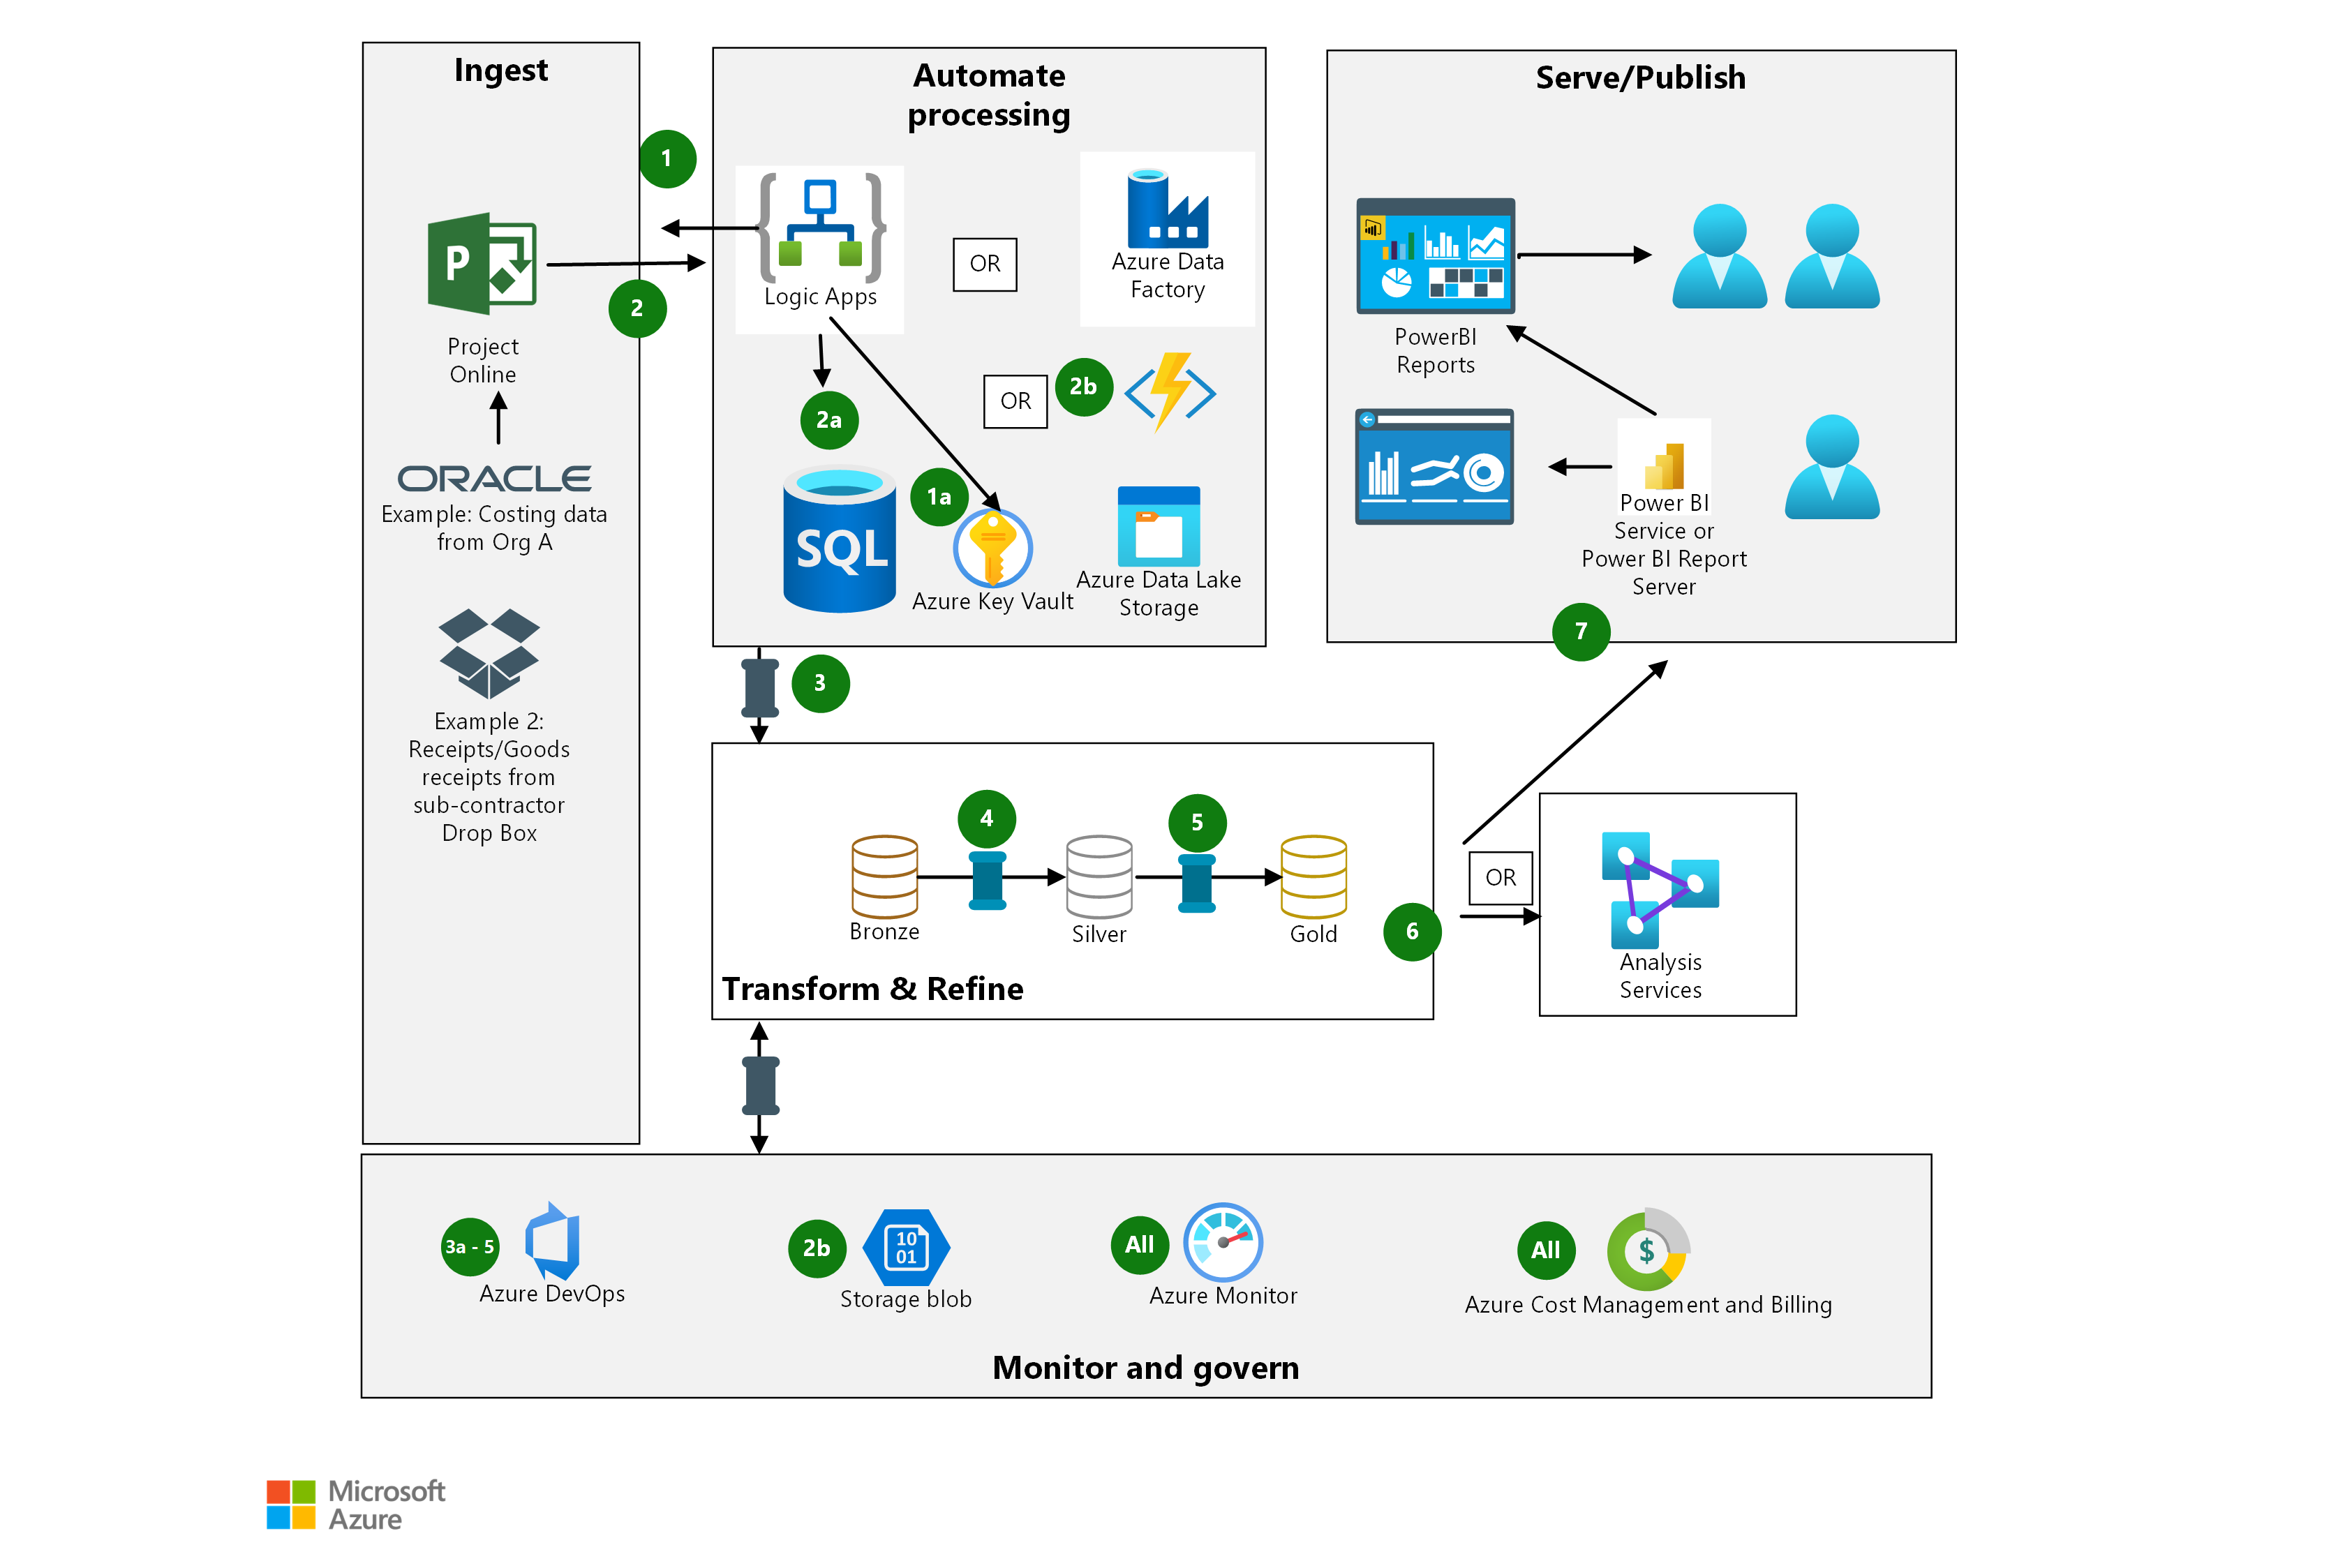 Ingest
1
P
2
Project
Online
ORACLE
Example: Costing data
from Org A
Example 2:
Receipts/Goods
receipts from
sub-contractor
Drop Box
Automate
processing
Logic Apps
OR
Azure Data
Factory
OR
2b
2a
1a
SQL
Azure Key Vault
Azure Data Lake
Storage
3
Serve/Publish
PowerBI
Reports
Power BI
Service or
Power BI Report
Server
7
4
5
Bronze
Silver
Gold
6
Transform & Refine
OR
Analysis
Services
3a - 5
Azure DevOps
2b
10
01
Storage blob
All
Azure Monitor
All
$
Azure Cost Management and Billing
Monitor and govern
Microsoft
Azure